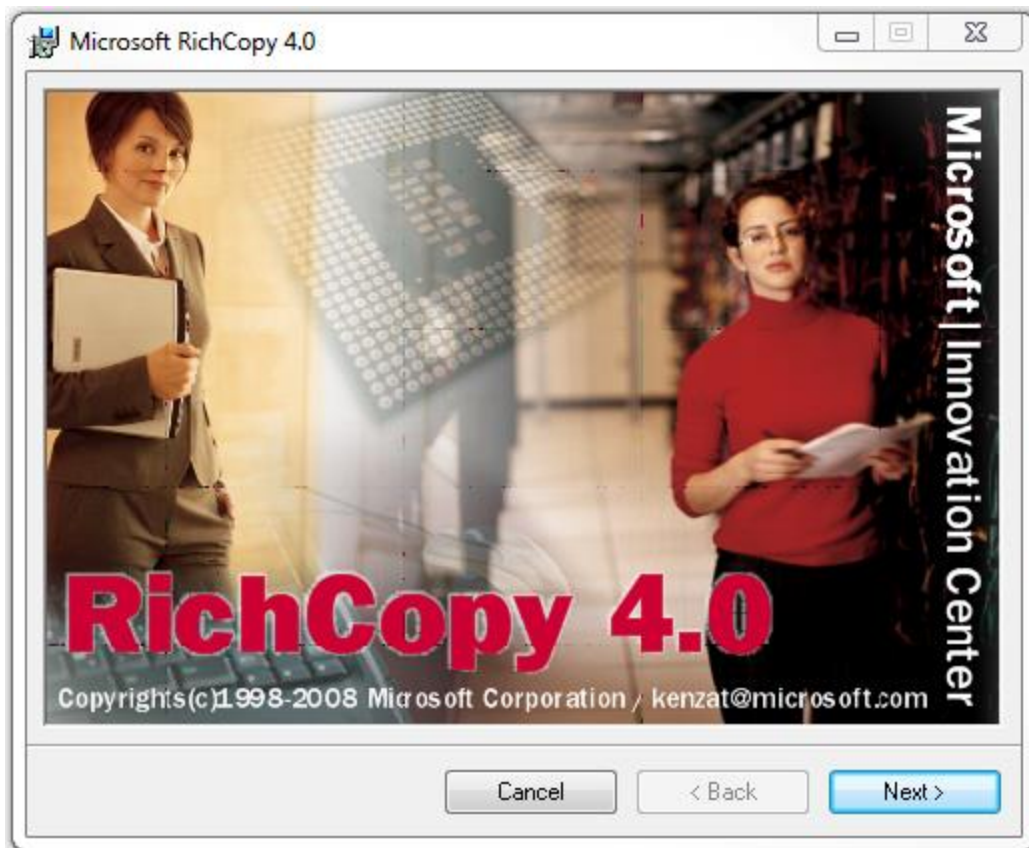 Microsoft RichCopy 4.0
Microsoft | Innovation Center
RichCopy 4.0
Copyrights(c)1998-2008 Microsoft Corporation / kenzat@microsoft.com
Cancel
< Back
Next >